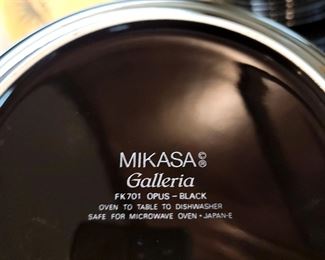 MIKASA©®
Galleria
FK701 OPUS - BLACK
OVEN TO TABLE TO DISHWASHER
SAFE FOR MICROWAVE OVEN • JAPAN-E